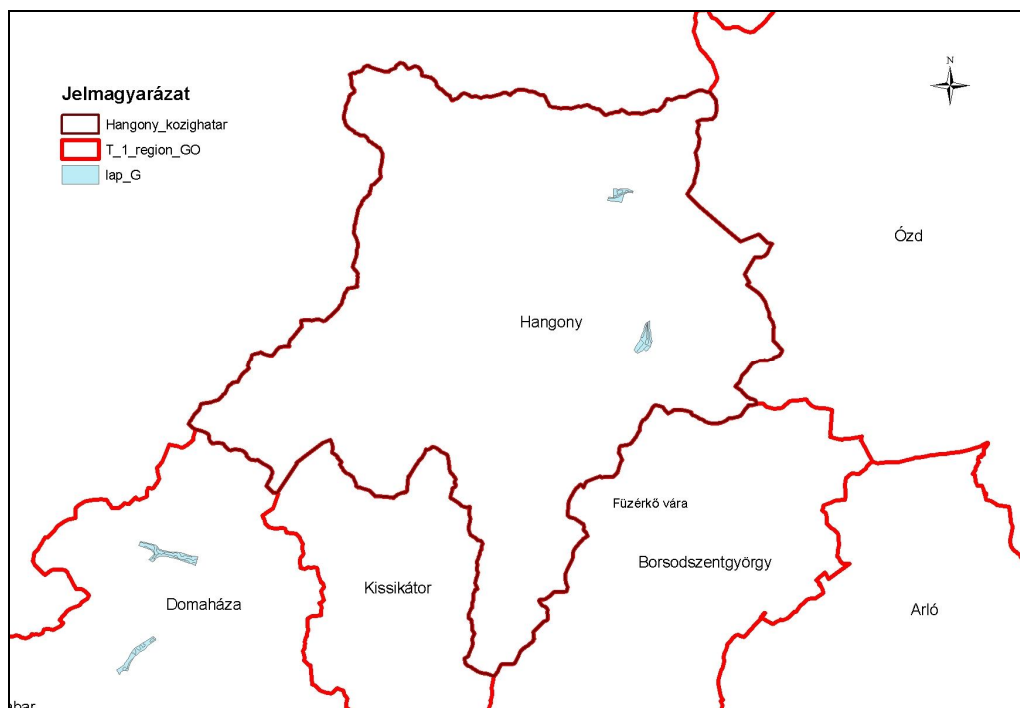 N
Jelmagyarázat
Hangony_kozighatar
T_1_region_GO
lap_G
Ózd
Hangony
Füzérkő vára
Borsodszentgyörgy
Kissikátor
Domaháza
Arló